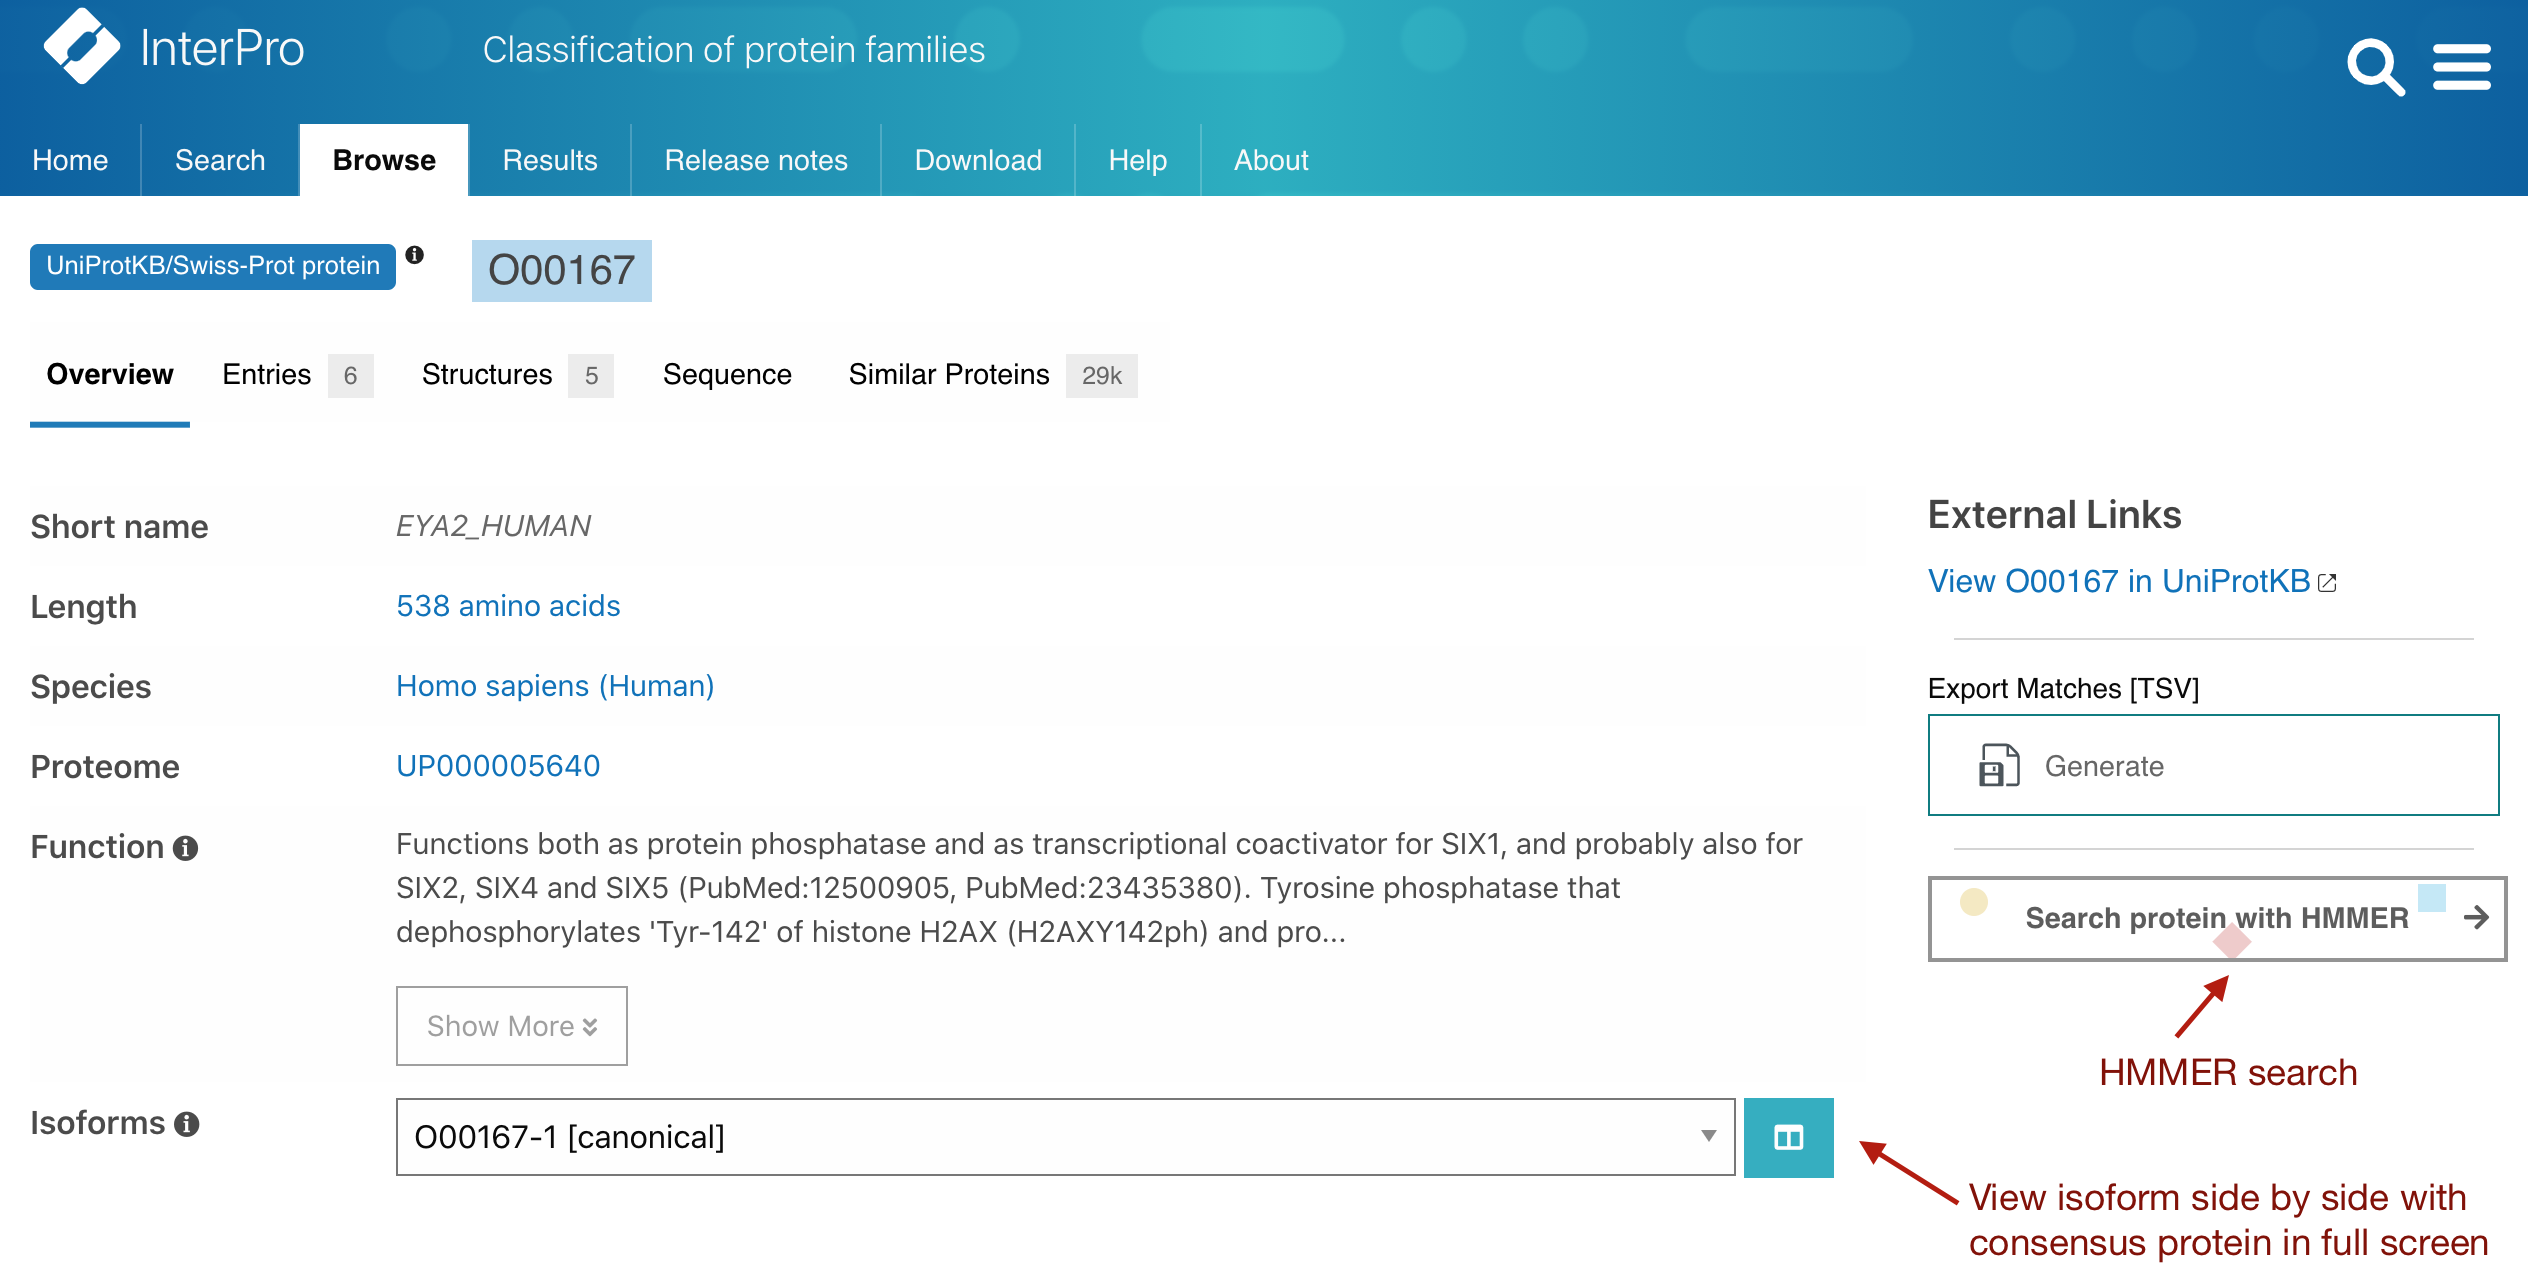 InterPro
Classification of protein families
Home Search Browse Results Release notes Download Help About
UniProtKB/Swiss-Prot protein
O00167
Overview Entries 6 Structures 5 Sequence Similar Proteins 29k
Short name EYA2_HUMAN
Length 538 amino acids
Species Homo sapiens (Human)
Proteome UP000005640
Function Functions both as protein phosphatase and as transcriptional coactivator for SIX1, and probably also for
SIX2, SIX4 and SIX5 (PubMed:12500905, PubMed:23435380). Tyrosine phosphatase that
dephosphorylates 'Tyr-142' of histone H2AX (H2AXY142ph) and pro...
Show More
Isoforms O00167-1 [canonical]
External Links
View O00167 in UniProtKB
Export Matches [TSV]
Generate
Search protein with HMMER
HMMER search
View isoform side by side with
consensus protein in full screen